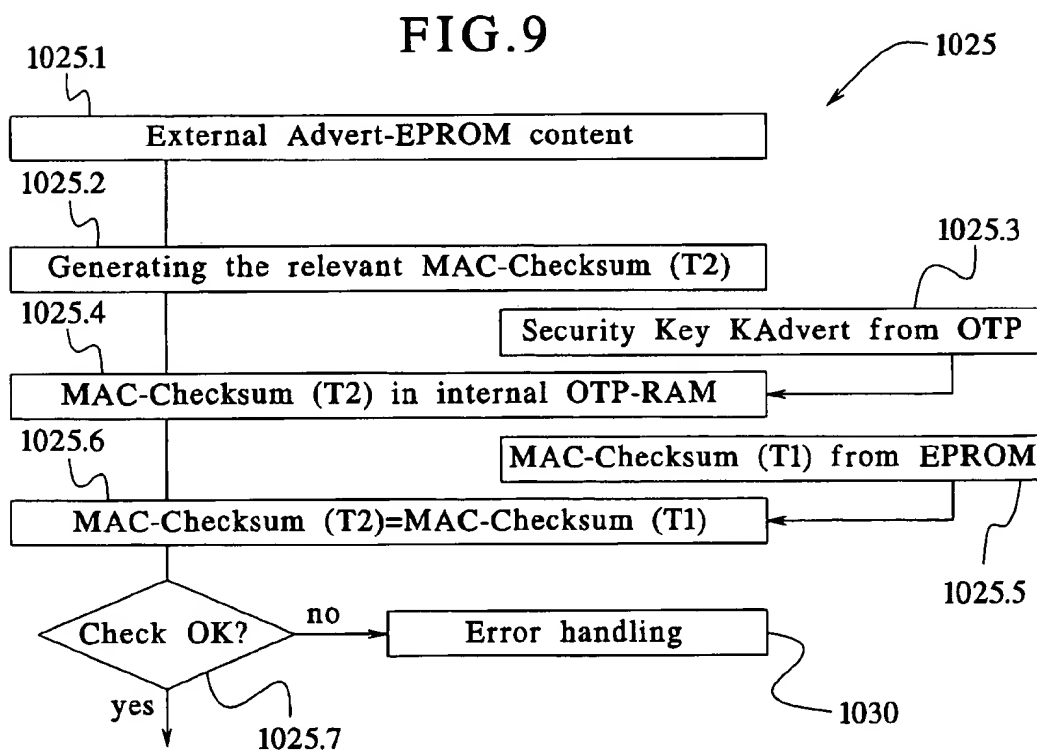 FIG.9
1025
1025.1
External Advert-EPROM content
1025.2
Generating the relevant MAC-Checksum (T2)
1025.3
Security Key KAdvert from OTP
1025.4
MAC-Checksum (T2) in internal OTP-RAM
1025.6
MAC-Checksum (T1) from EPROM
MAC-Checksum (T2)=MAC-Checksum (T1)
1025.5
Check OK?
no
Error handling
yes
1025.7
1030